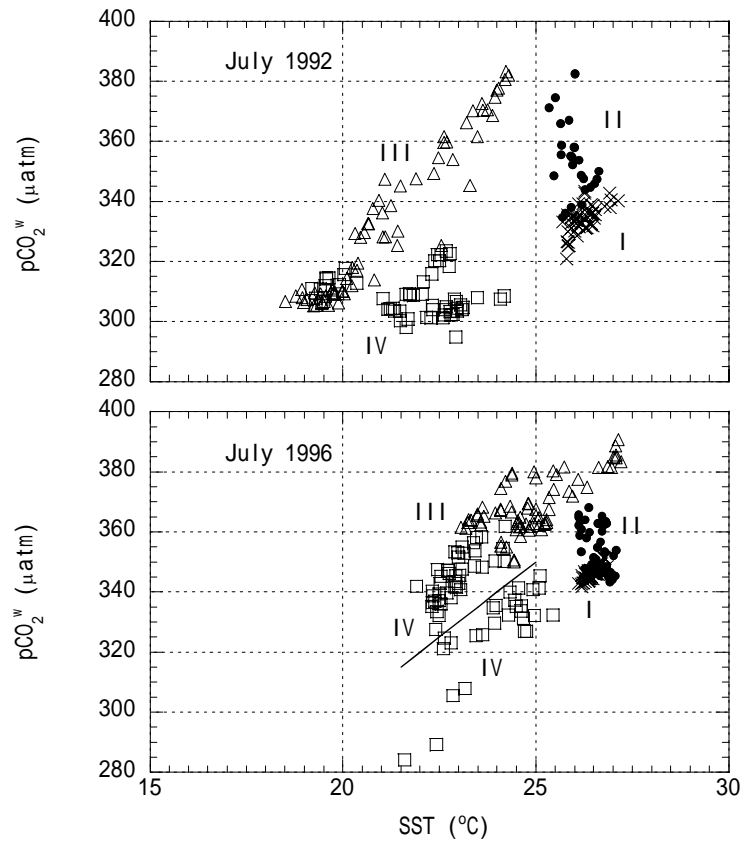 400
380
360
340
320
300
280
pCO₂ʷ (μatm)
July 1992
III
II
I
IV
400
380
360
340
320
300
280
pCO₂ʷ (μatm)
July 1996
III
II
I
IV
IV
15 20 25 30
SST (°C)